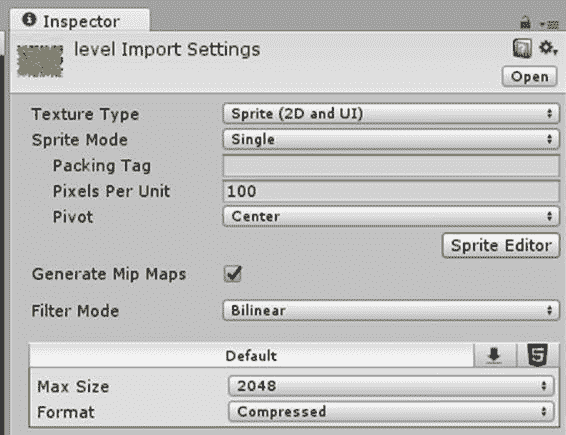 Inspector
level Import Settings
Open
Texture Type Sprite (2D and UI)
Sprite Mode Single
Packing Tag
Pixels Per Unit 100
Pivot Center
Sprite Editor
Generate Mip Maps
Filter Mode Bilinear
Default
Max Size 2048
Format Compressed